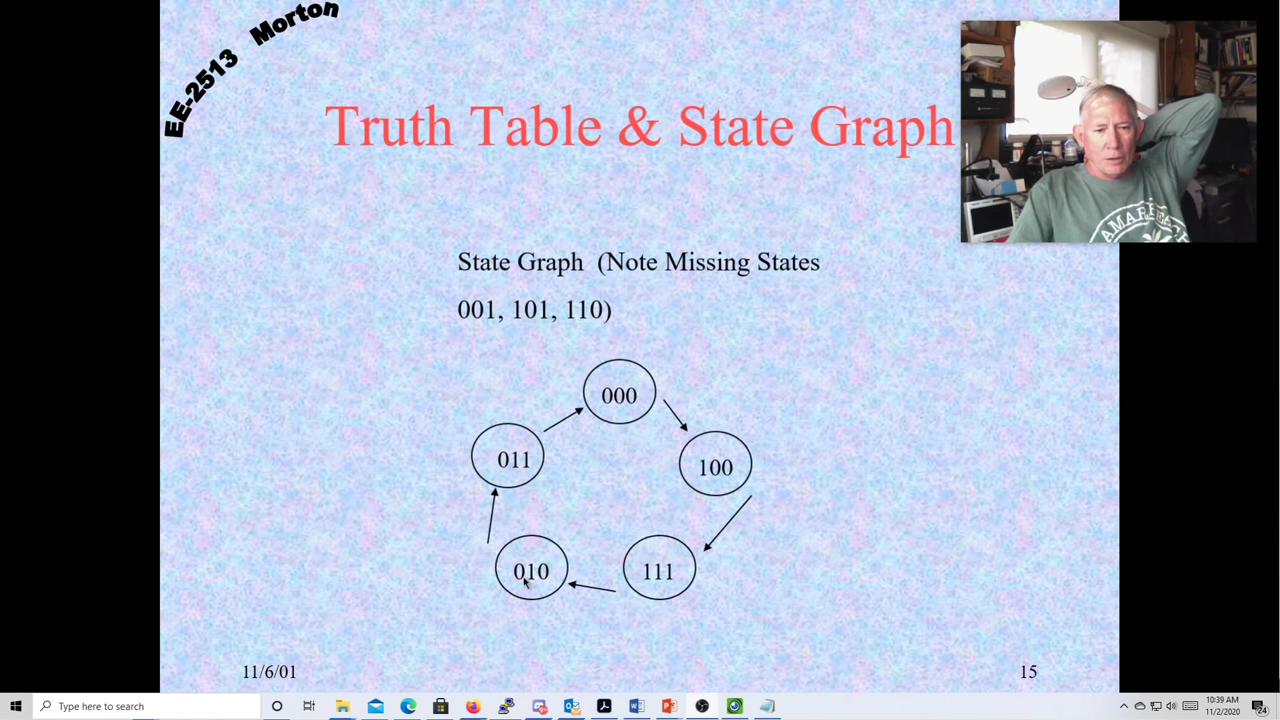 EE-2513 Morton
Truth Table & State Graph
State Graph (Note Missing States
001, 101, 110)
000
011
100
010
111
11/6/01
15
Type here to search
10:39 AM
11/2/2020
24